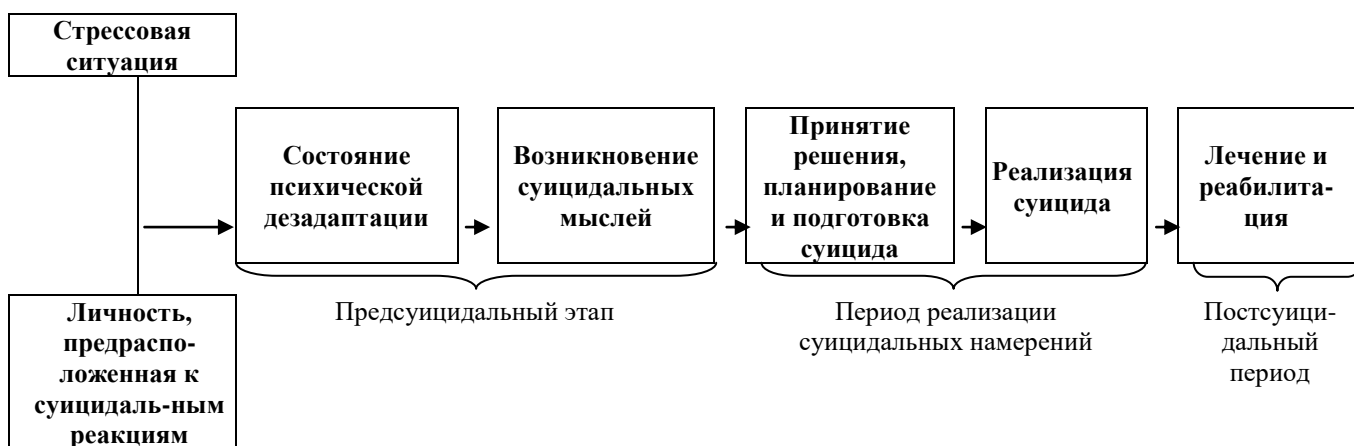 Стрессовая
ситуация
Состояние
психической
дезадаптации
Возникновение
суицидальных
мыслей
Принятие
решения,
планирование
и подготовка
суицида
Реализация
суицида
Лечение и
реабилита-
ция
Личность,
предраспо-
ложенная к
суицидаль-ным
реакциям
Предсуицидальный этап
Период реализации
суицидальных намерений
Постсуици-
дальный
период